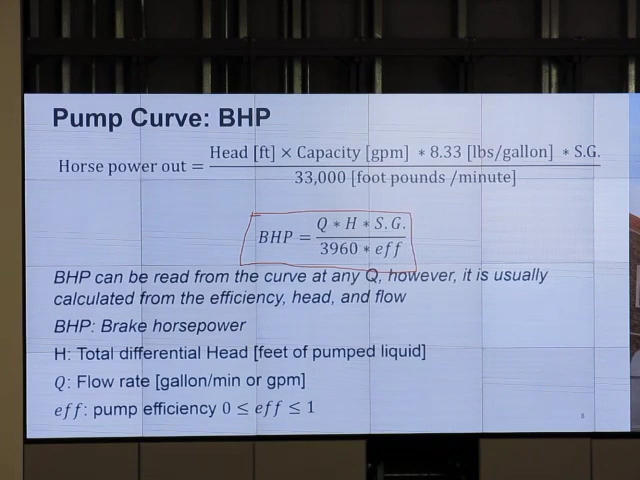 Pump Curve: BHP
Horse power out = Head [ft] × Capacity [gpm] * 8.33 [lbs/gallon] * S.G. / 33,000 [foot pounds /minute]
BHP = Q * H * S.G. / 3960 * eff
BHP can be read from the curve at any Q, however, it is usually
calculated from the efficiency, head, and flow
BHP: Brake horsepower
H: Total differential Head [feet of pumped liquid]
Q: Flow rate [gallon/min or gpm]
eff: pump efficiency 0 ≤ eff ≤ 1